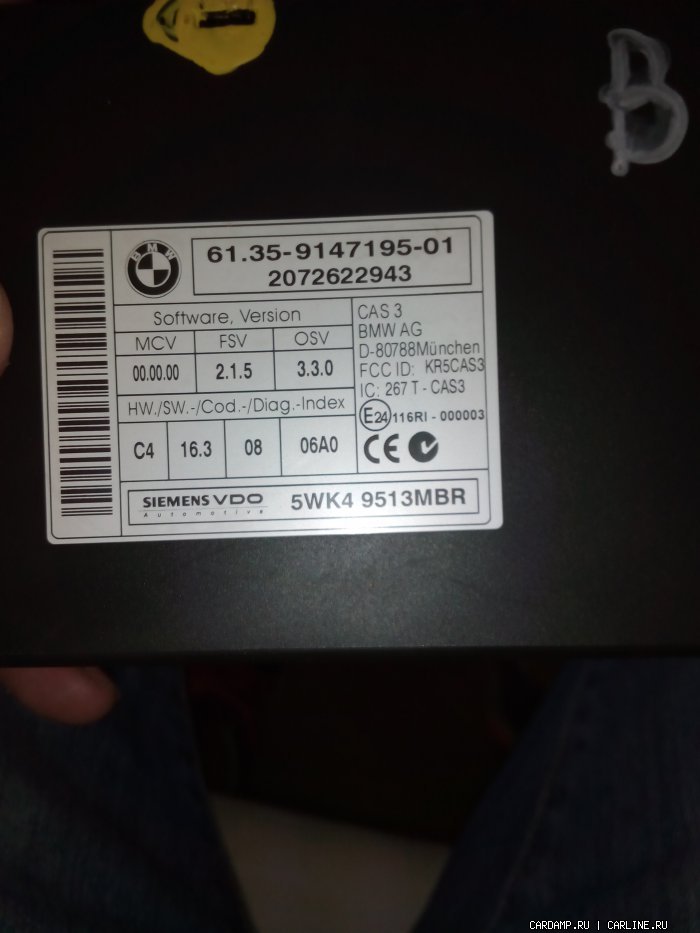 B
BMW
61.35-9147195-01
2072622943
Software, Version
MCV FSV OSV
00.00.00 2.1.5 3.3.0
HW./SW.-/Cod.-/Diag.-Index
C4 16.3 08 06A0
CAS 3
BMW AG
D-80788München
FCC ID: KR5CAS3
IC: 267 T - CAS3
E24 116RI - 000003
CE
SIEMENS VDO
Automotive
5WK4 9513MBR
CARDAMP.RU | CARLINE.RU